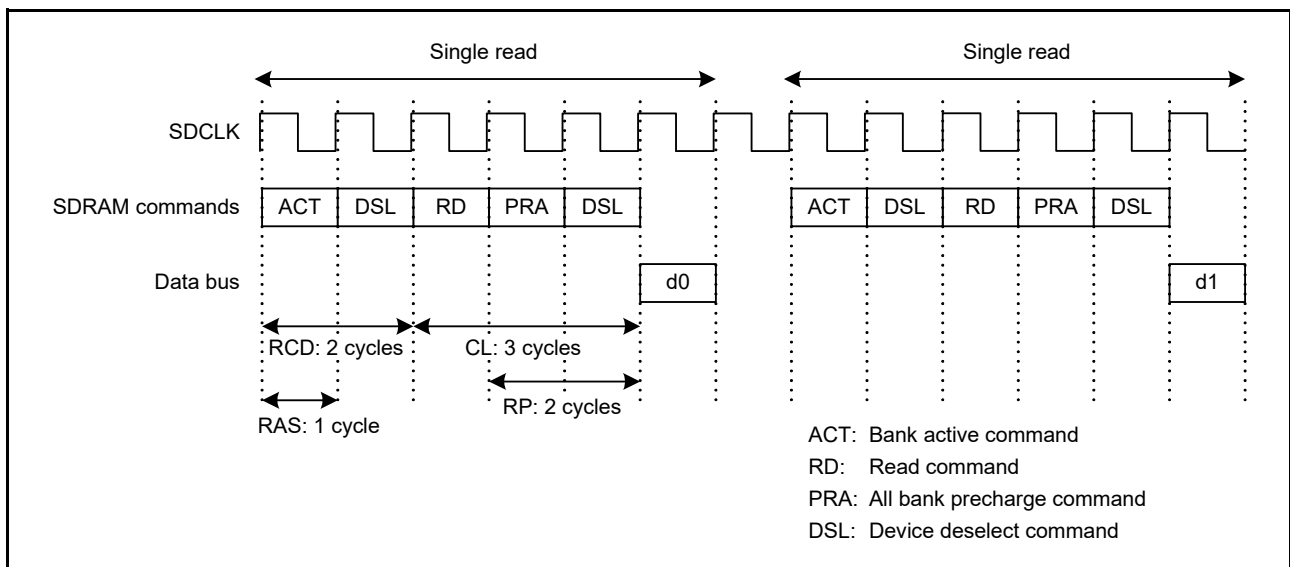 Single read Single read
SDCLK
SDRAM commands ACT DSL RD PRA DSL ACT DSL RD PRA DSL
Data bus d0 d1
RCD: 2 cycles CL: 3 cycles
RP: 2 cycles
RAS: 1 cycle
ACT: Bank active command
RD: Read command
PRA: All bank precharge command
DSL: Device deselect command